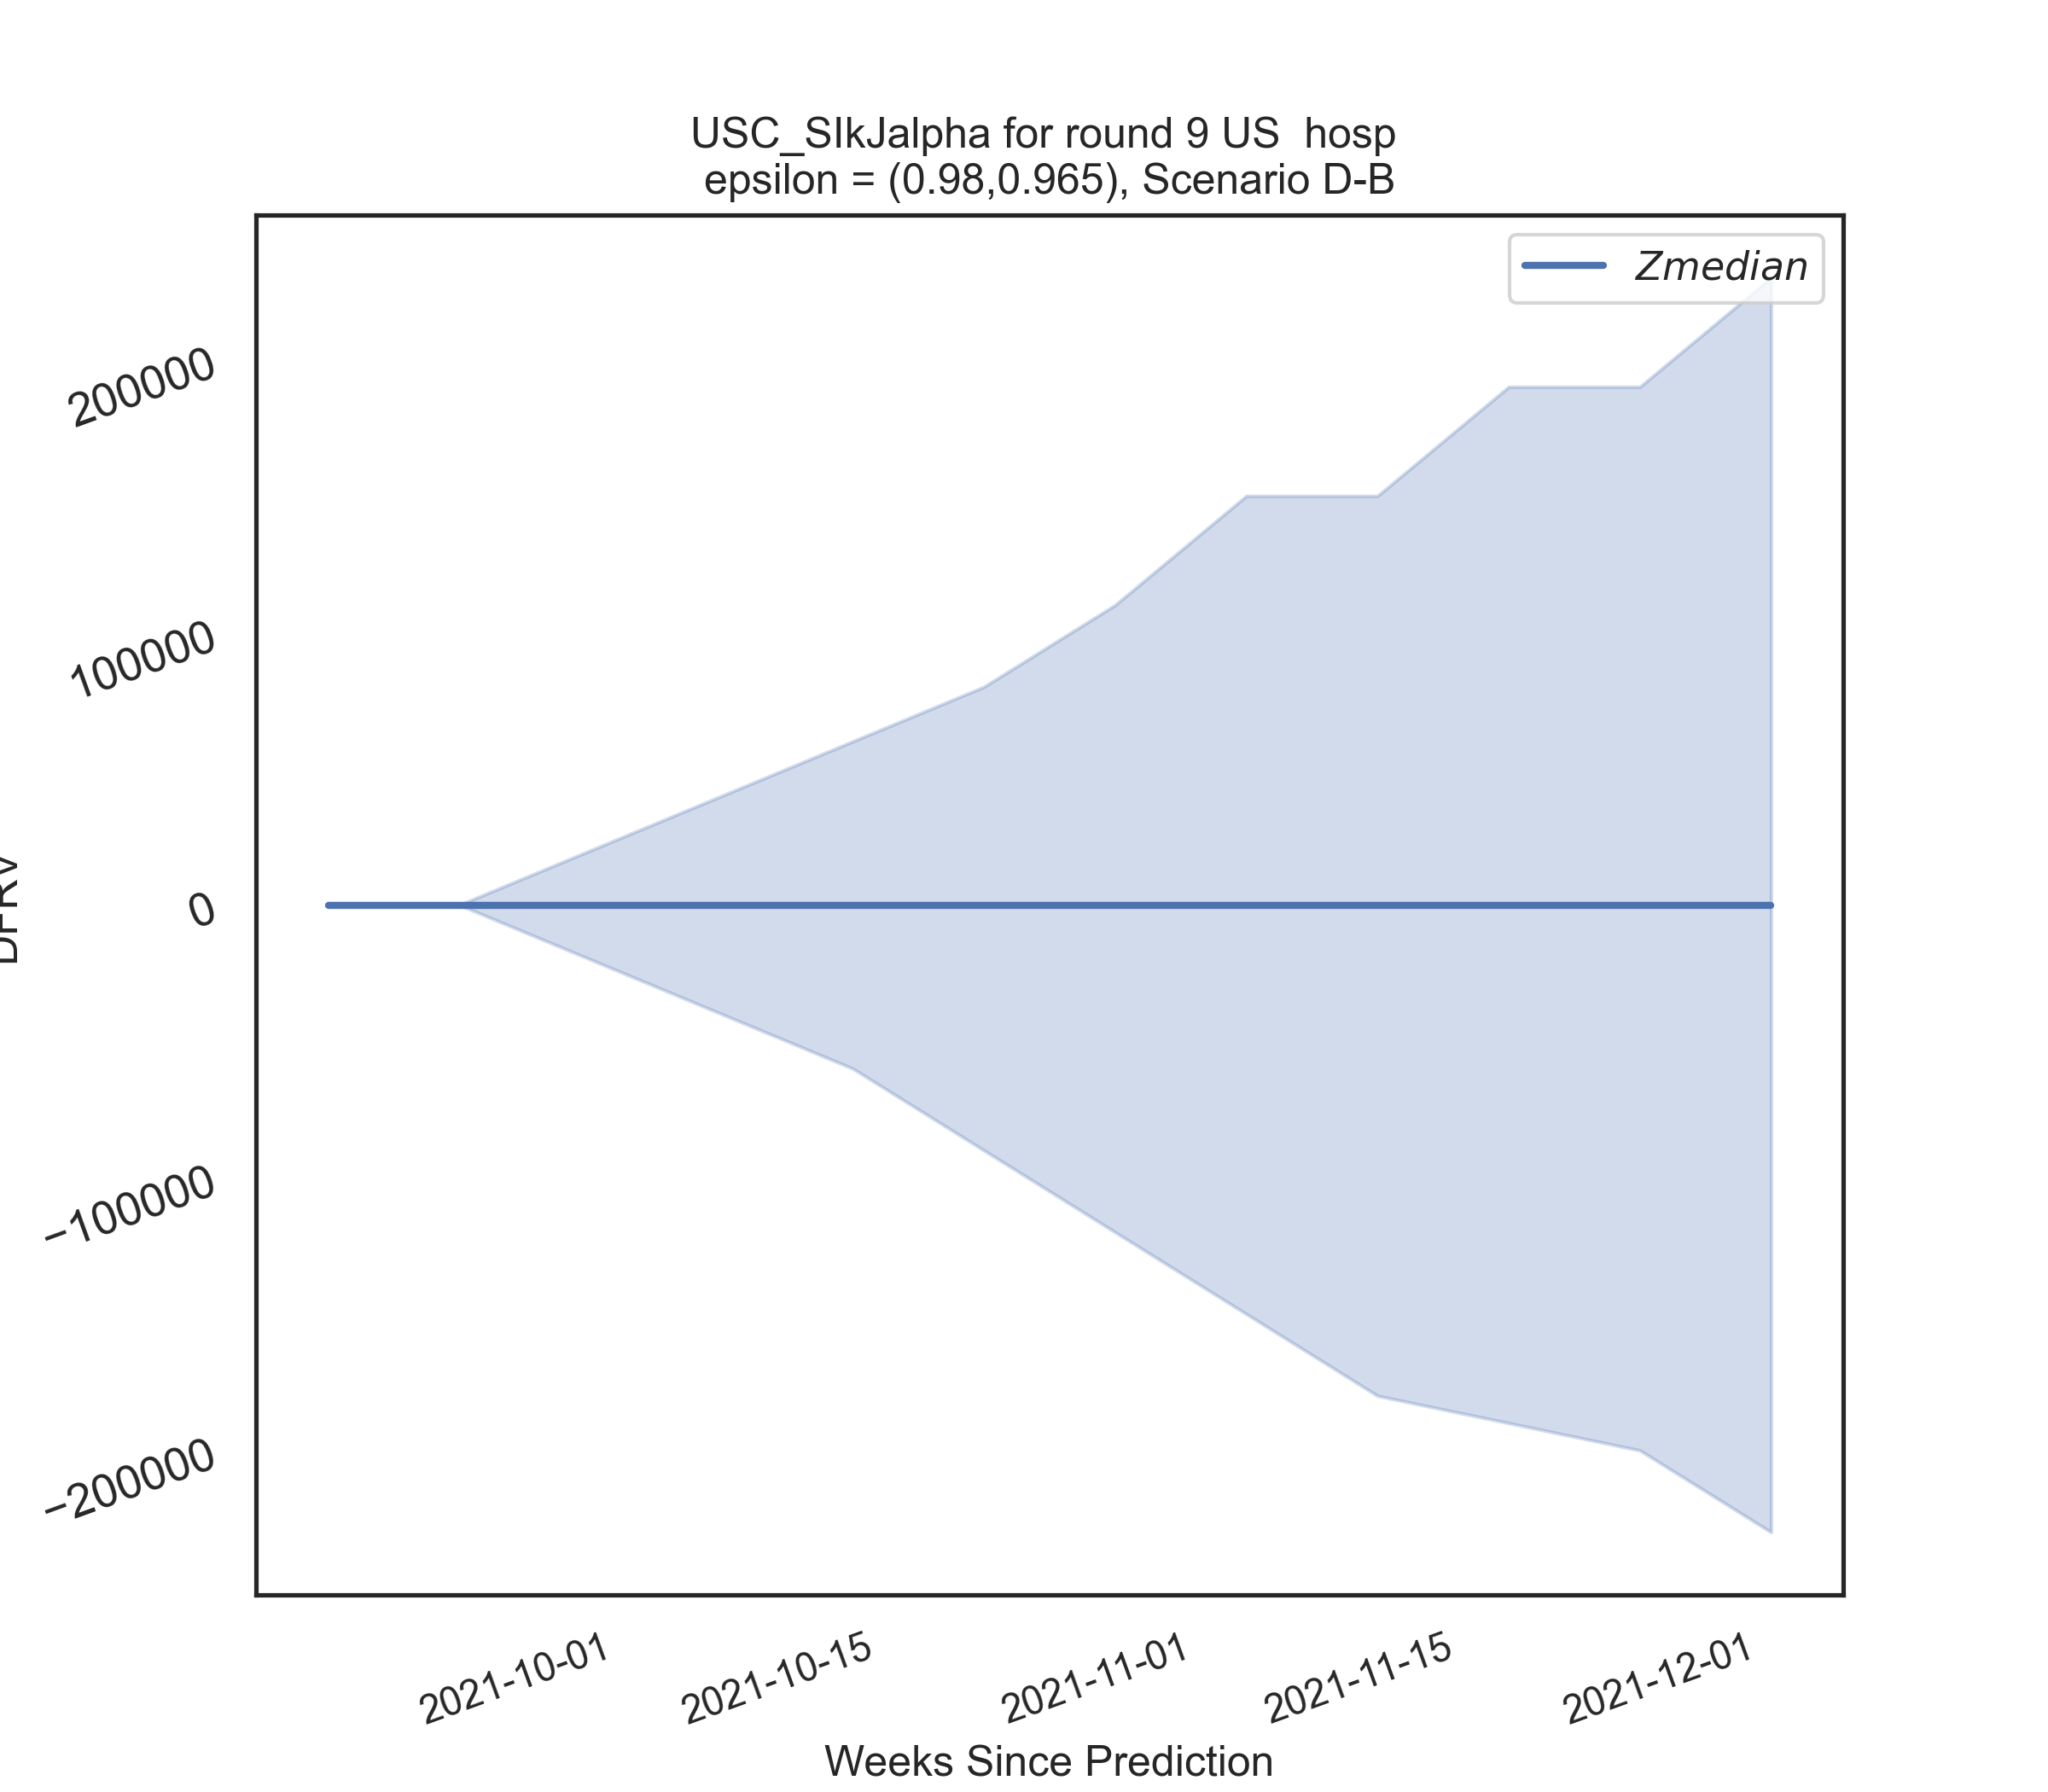 USC_SIkJalpha for round 9 US  hosp
epsilon = (0.98,0.965), Scenario D-B
Zmedian
200000
100000
0
−100000
−200000
2021-10-01
2021-10-15
2021-11-01
2021-11-15
2021-12-01
Weeks Since Prediction